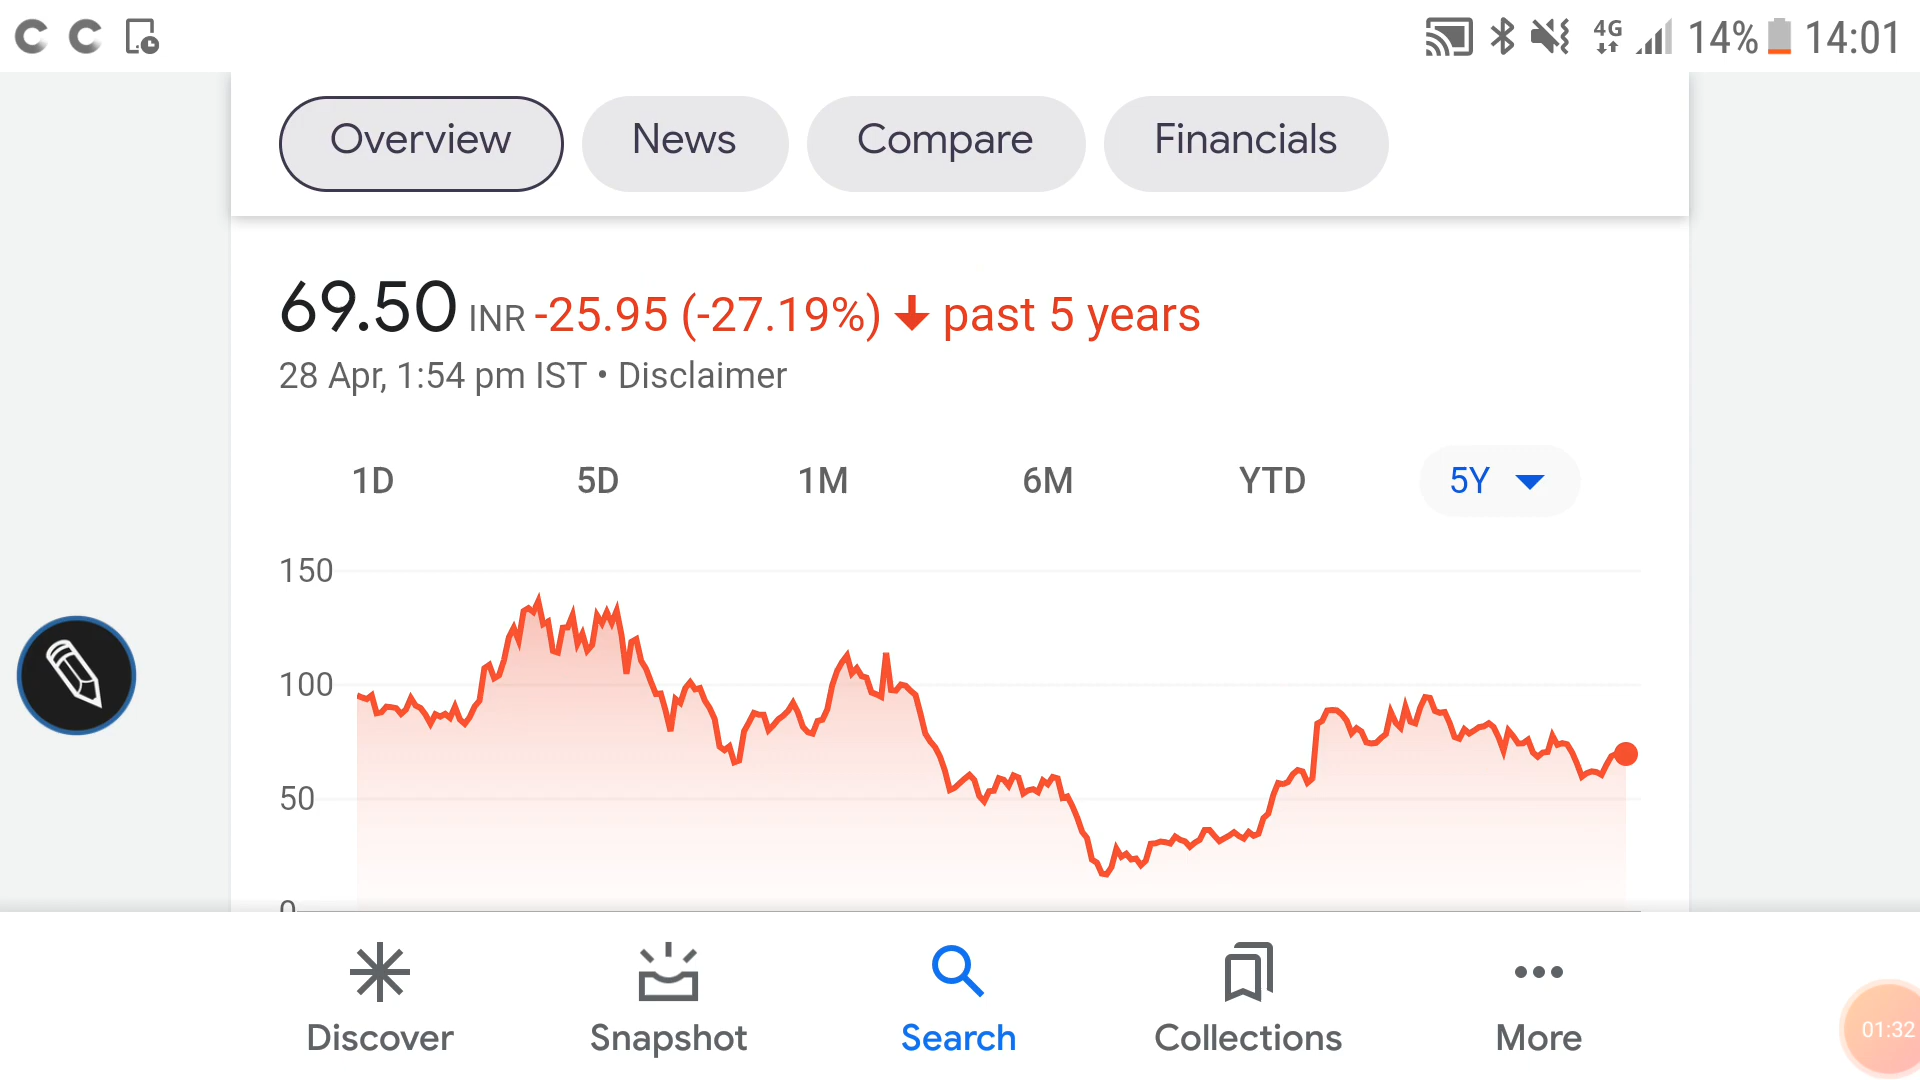 4G 14% 14:01
Overview News Compare Financials
69.50 INR -25.95 (-27.19%) past 5 years
28 Apr, 1:54 pm IST • Disclaimer
1D 5D 1M 6M YTD 5Y
150
100
50
0
Discover Snapshot Search Collections More
01:32